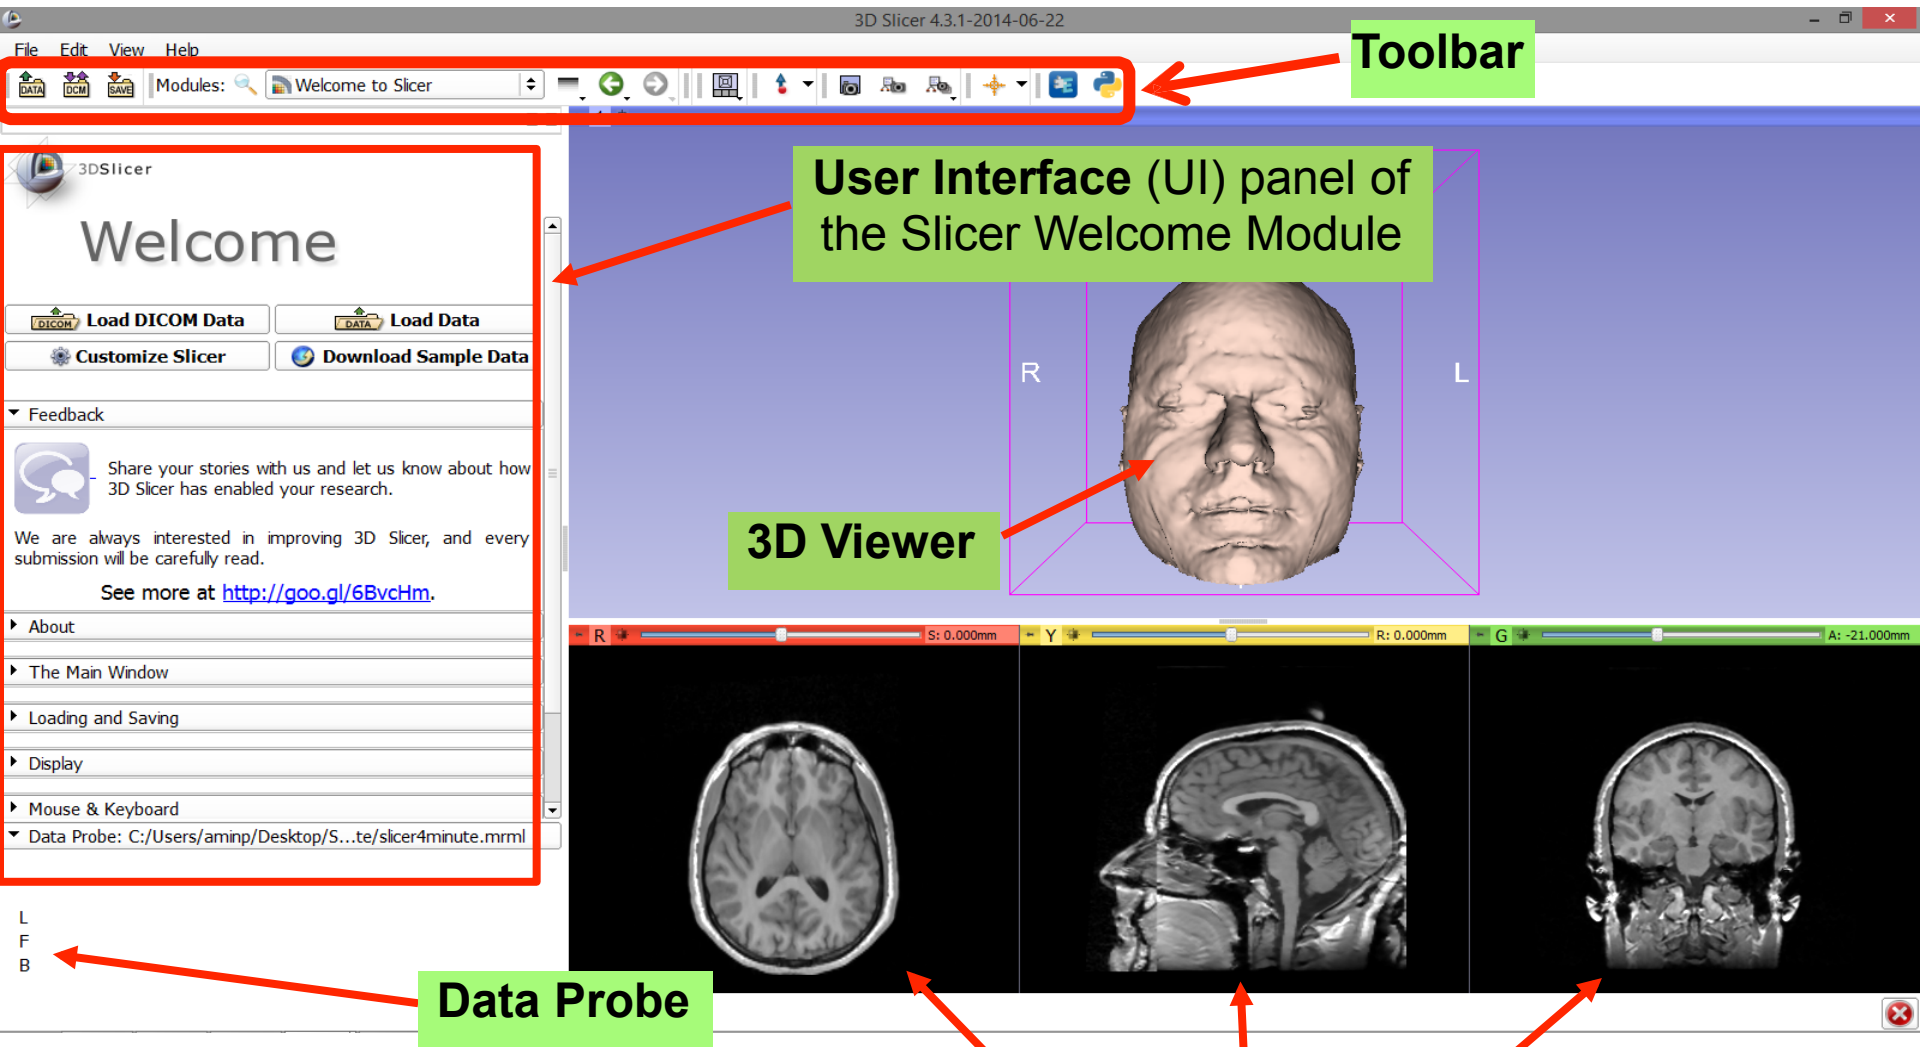 3D Slicer 4.3.1-2014-06-22
File Edit View Help
Toolbar
DATA DCM SAVE Modules: Welcome to Slicer
3DSlicer
Welcome
User Interface (UI) panel of
the Slicer Welcome Module
DICOM Load DICOM Data
DATA Load Data
Customize Slicer
Download Sample Data
R
L
Feedback
Share your stories with us and let us know about how
3D Slicer has enabled your research.
We are always interested in improving 3D Slicer, and every
submission will be carefully read.
See more at http://goo.gl/6BvcHm.
3D Viewer
About
The Main Window
Loading and Saving
Display
Mouse & Keyboard
Data Probe: C:/Users/aminp/Desktop/S...te/slicer4minute.mrml
R S: 0.000mm
Y R: 0.000mm
G A: -21.000mm
L
F
B
Data Probe